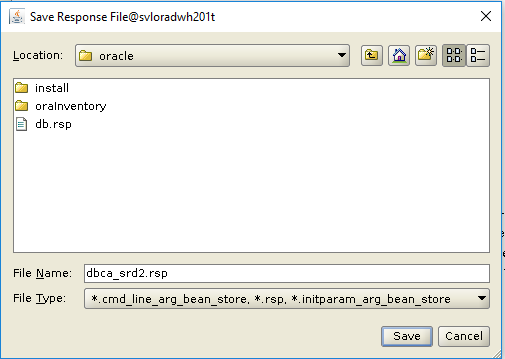 Save Response File@svloradwh201t
Location: oracle
install
oraInventory
db.rsp
File Name: dbca_srd2.rsp
File Type: *.cmd_line_arg_bean_store, *.rsp, *.initparam_arg_bean_store
Save Cancel